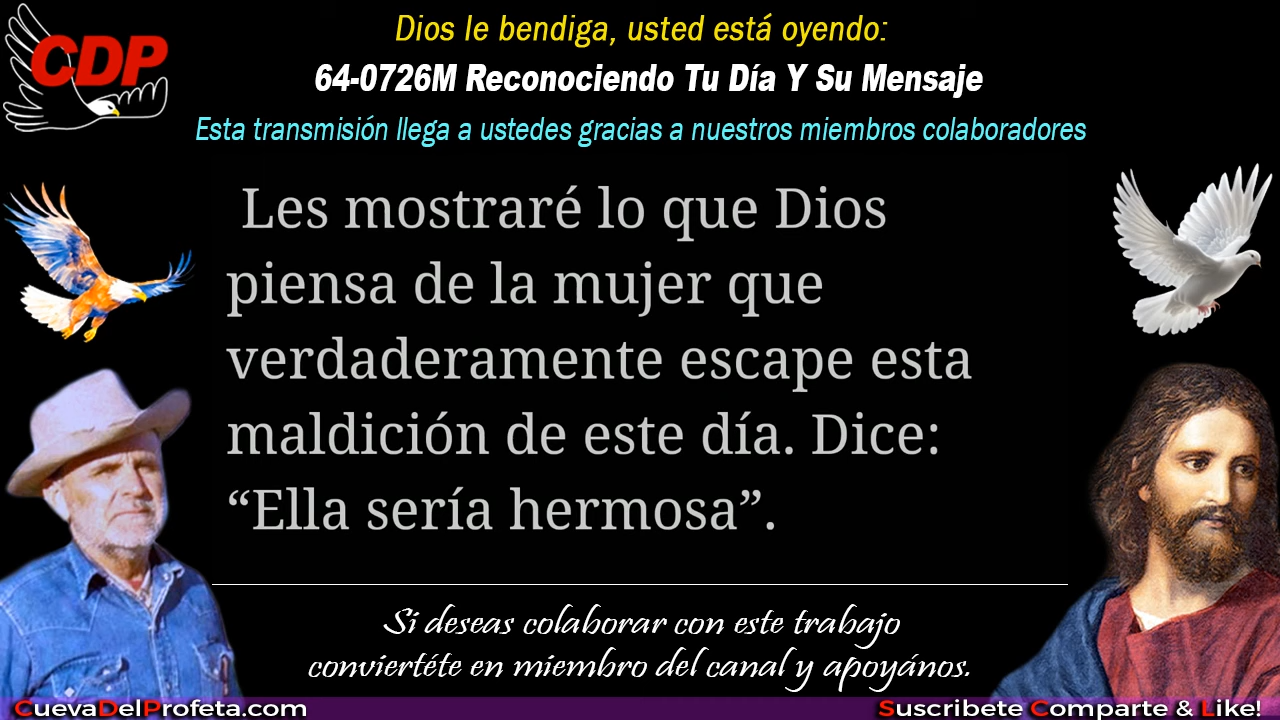 CDP
Dios le bendiga, usted está oyendo:
64-0726M Reconociendo Tu Día Y Su Mensaje
Esta transmisión llega a ustedes gracias a nuestros miembros colaboradores
Les mostraré lo que Dios
piensa de la mujer que
verdaderamente escape esta
maldición de este día. Dice:
“Ella sería hermosa”.
Si deseas colaborar con este trabajo
conviertéte en miembro del canal y apoyános.
CuevaDelProfeta.com
Suscribete Comparte & Like!